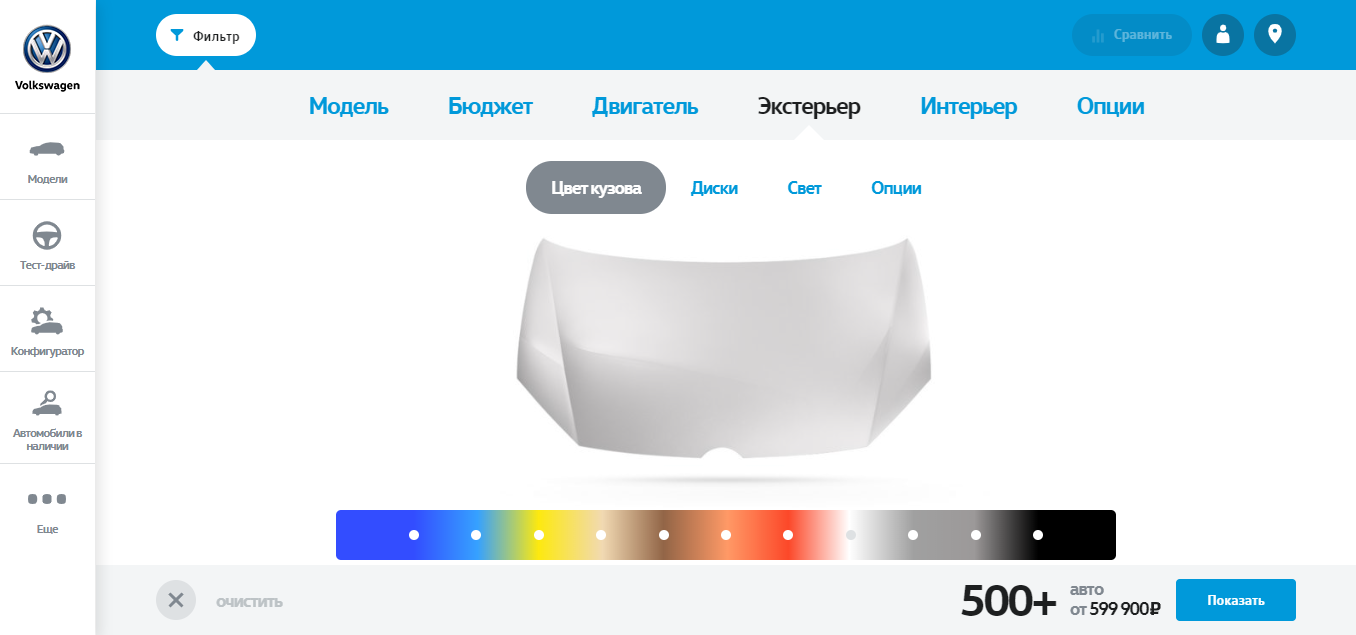 Volkswagen
Модели
Тест-драйв
Конфигуратор
Автомобили в
наличии
Еще
Фильтр
Сравнить
Модель Бюджет Двигатель Экстерьер Интерьер Опции
Цвет кузова Диски Свет Опции
ОЧИСТИТЬ
500+
авто
от 599 900₽
Показать